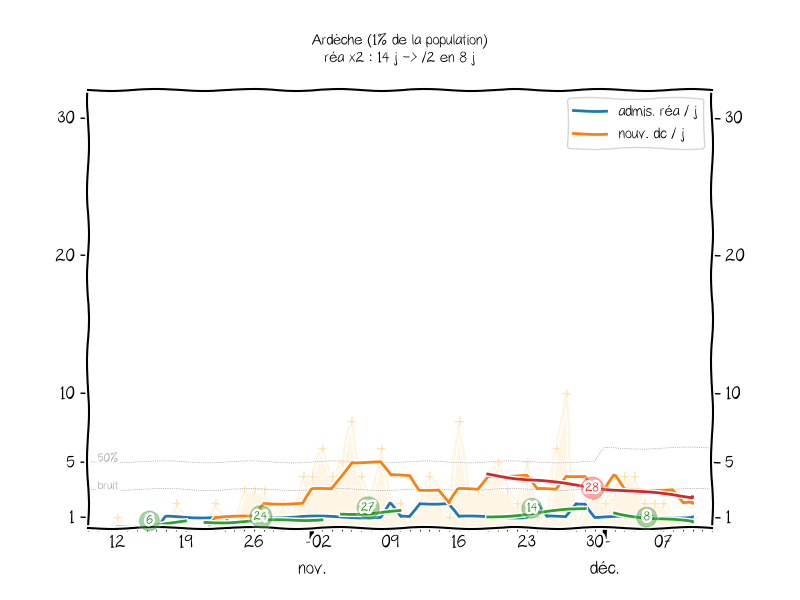 Ardèche (1% de la population)
réa x2 : 14 j -> /2 en 8 j
admis. réa / j
nouv. dc / j
30
30
20
20
10
10
5
5
1
1
50%
bruit
6
24
27
14
28
8
12 19 26 02 09 16 23 30 07
nov. déc.